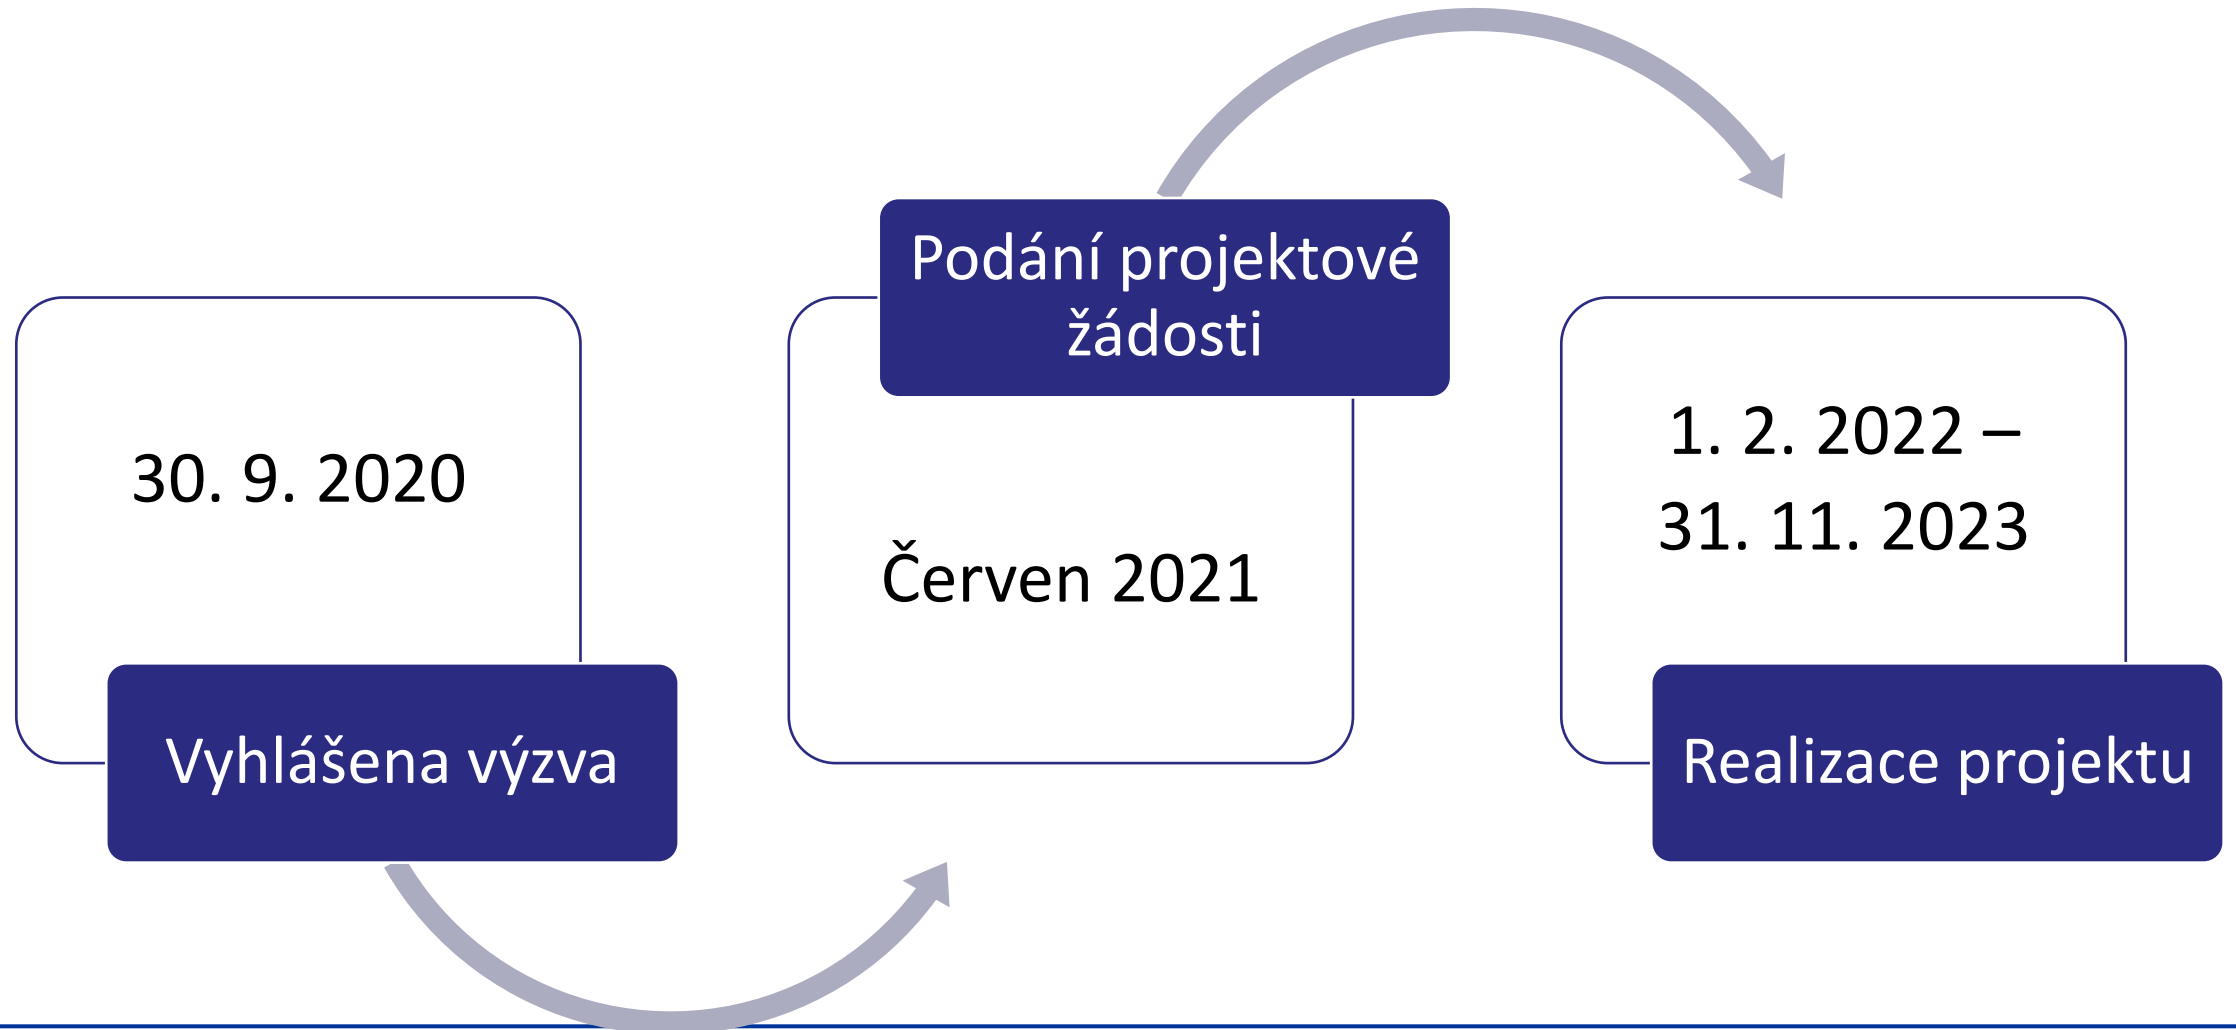 30. 9. 2020
Vyhlášena výzva
Podání projektové
žádosti
Červen 2021
1. 2. 2022 –
31. 11. 2023
Realizace projektu